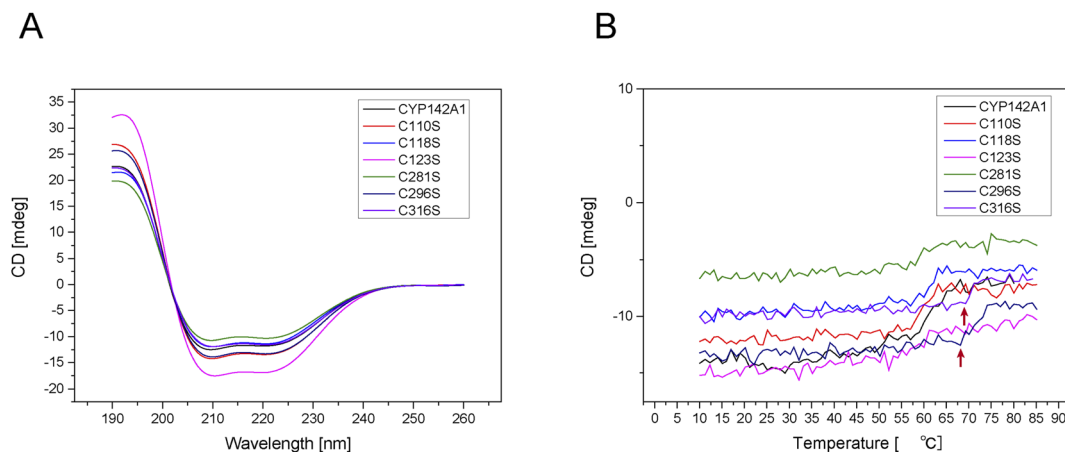 A
B
35
30
25
20
15
10
5
0
-5
-10
-15
-20
CD [mdeg]
CYP142A1
C110S
C118S
C123S
C281S
C296S
C316S
190 200 210 220 230 240 250 260
Wavelength [nm]
10
0
-10
CD [mdeg]
CYP142A1
C110S
C118S
C123S
C281S
C296S
C316S
0 5 10 15 20 25 30 35 40 45 50 55 60 65 70 75 80 85 90
Temperature [ °C]